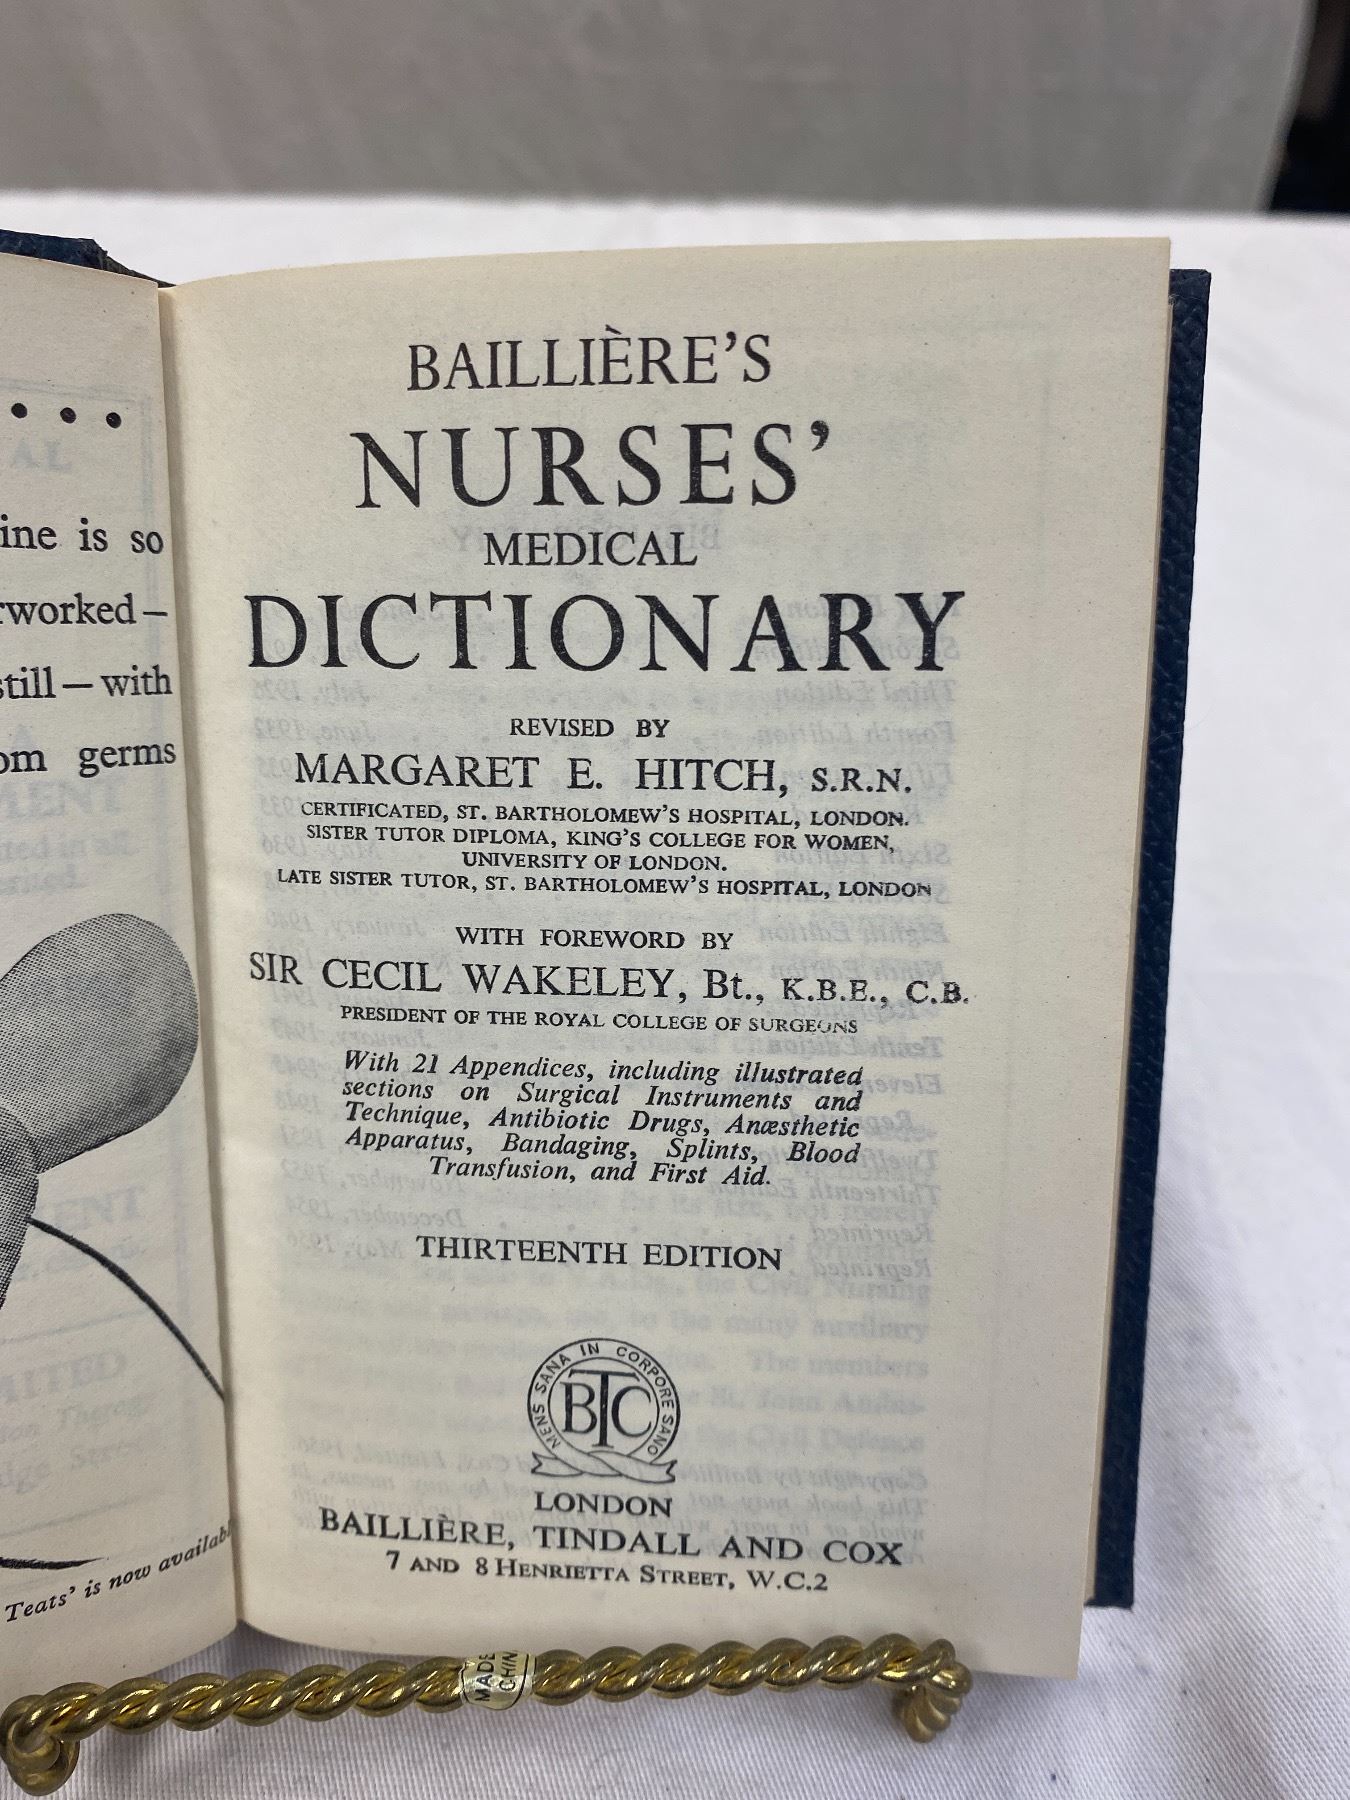 AL
ine is so
rworked—
still—with
om germs
MENT
MITED
Teats' is now availabl
BAILLIÈRE'S
NURSES'
MEDICAL
DICTIONARY
REVISED BY
MARGARET E. HITCH, S.R.N.
CERTIFICATED, ST. BARTHOLOMEW'S HOSPITAL, LONDON.
SISTER TUTOR DIPLOMA, KING'S COLLEGE FOR WOMEN,
UNIVERSITY OF LONDON.
LATE SISTER TUTOR, ST. BARTHOLOMEW'S HOSPITAL, LONDON
WITH FOREWORD BY
SIR CECIL WAKELEY, Bt., K.B.E., C.B.
PRESIDENT OF THE ROYAL COLLEGE OF SURGEONS
With 21 Appendices, including illustrated
sections on Surgical Instruments and
Technique, Antibiotic Drugs, Anæsthetic
Apparatus, Bandaging, Splints, Blood
Transfusion, and First Aid.
THIRTEENTH EDITION
MENS SANA IN CORPORE SANO
BTC
LONDON
BAILLIÈRE, TINDALL AND COX
7 AND 8 HENRIETTA STREET, W.C.2
MADE
CHIN